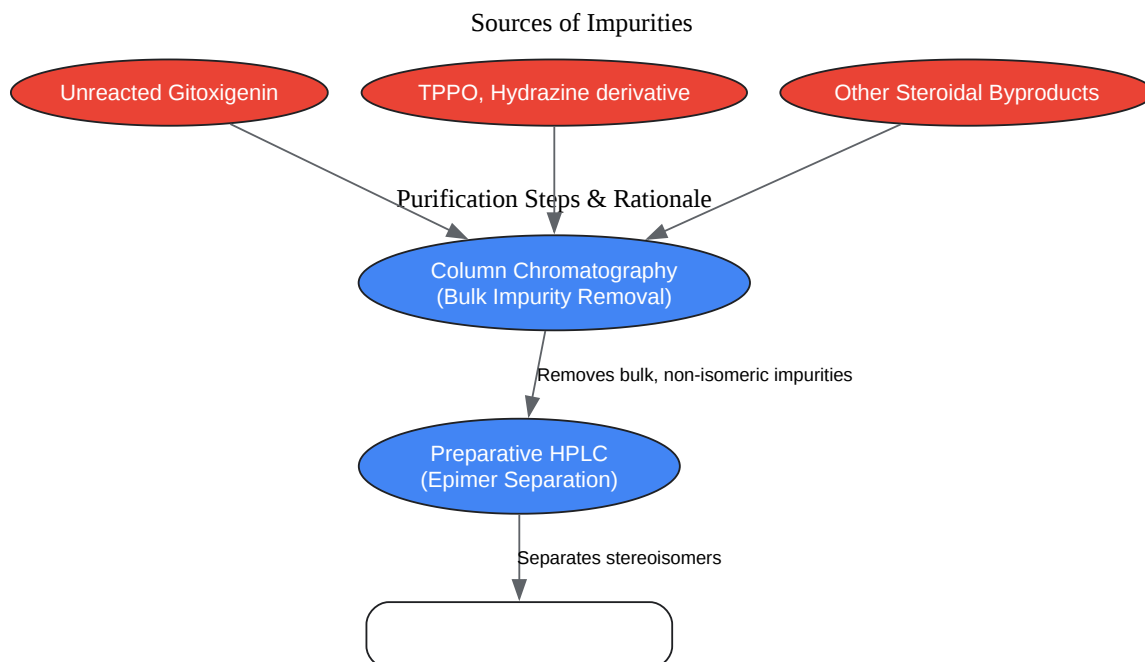 Sources of Impurities
Unreacted Gitoxigenin
TPPO, Hydrazine derivative
Other Steroidal Byproducts
Purification Steps & Rationale
Column Chromatography
(Bulk Impurity Removal)
Removes bulk, non-isomeric impurities
Preparative HPLC
(Epimer Separation)
Separates stereoisomers